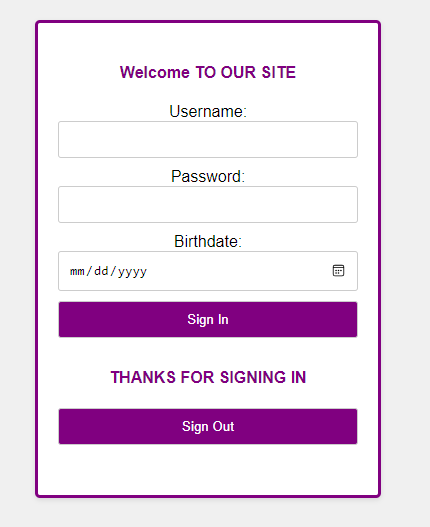 Welcome TO OUR SITE
Username:
Password:
Birthdate:
mm/dd/yyyy
Sign In
THANKS FOR SIGNING IN
Sign Out